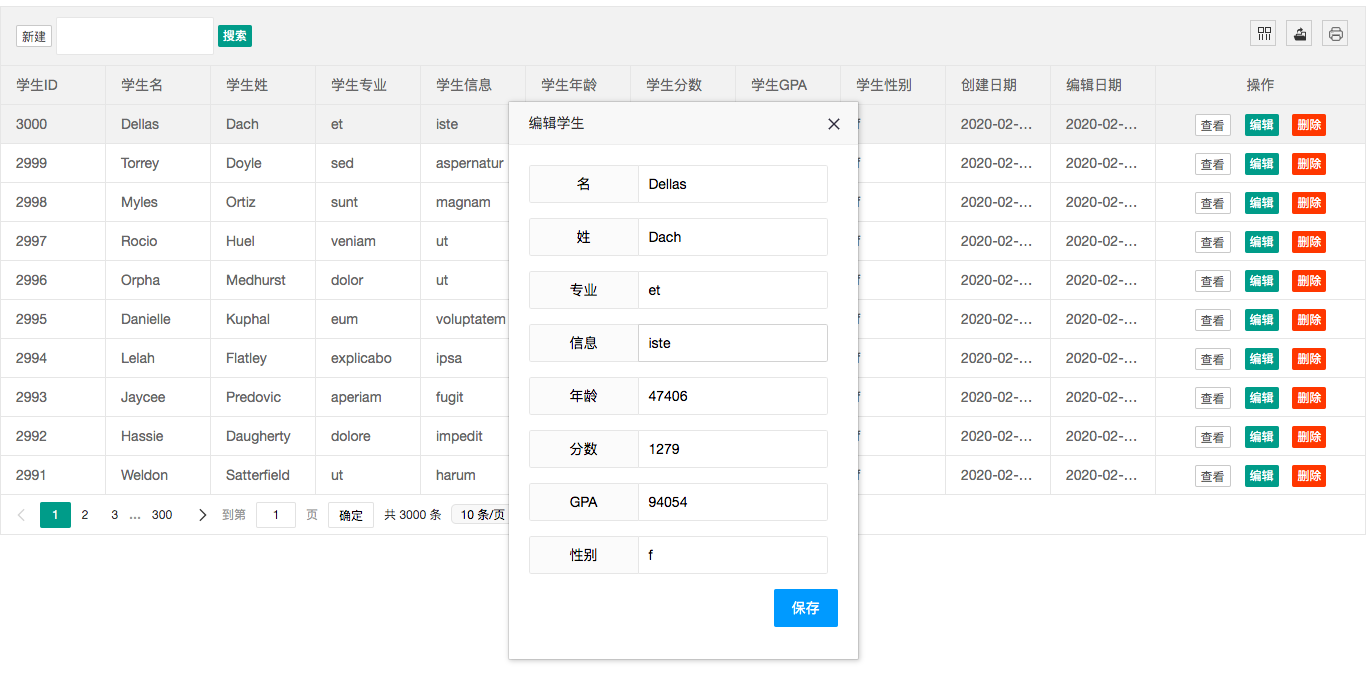 新建 搜索
学生ID 学生名 学生姓 学生专业 学生信息 学生年龄 学生分数 学生GPA 学生性别 创建日期 编辑日期 操作
3000 Dellas Dach et iste f 2020-02-... 2020-02-... 查看 编辑 删除
2999 Torrey Doyle sed aspernatur f 2020-02-... 2020-02-... 查看 编辑 删除
2998 Myles Ortiz sunt magnam f 2020-02-... 2020-02-... 查看 编辑 删除
2997 Rocio Huel veniam ut f 2020-02-... 2020-02-... 查看 编辑 删除
2996 Orpha Medhurst dolor ut f 2020-02-... 2020-02-... 查看 编辑 删除
2995 Danielle Kuphal eum voluptatem f 2020-02-... 2020-02-... 查看 编辑 删除
2994 Lelah Flatley explicabo ipsa f 2020-02-... 2020-02-... 查看 编辑 删除
2993 Jaycee Predovic aperiam fugit f 2020-02-... 2020-02-... 查看 编辑 删除
2992 Hassie Daugherty dolore impedit f 2020-02-... 2020-02-... 查看 编辑 删除
2991 Weldon Satterfield ut harum f 2020-02-... 2020-02-... 查看 编辑 删除
1 2 3 ... 300 到第 1 页 确定 共 3000 条 10 条/页
编辑学生
名 Dellas
姓 Dach
专业 et
信息 iste
年龄 47406
分数 1279
GPA 94054
性别 f
保存